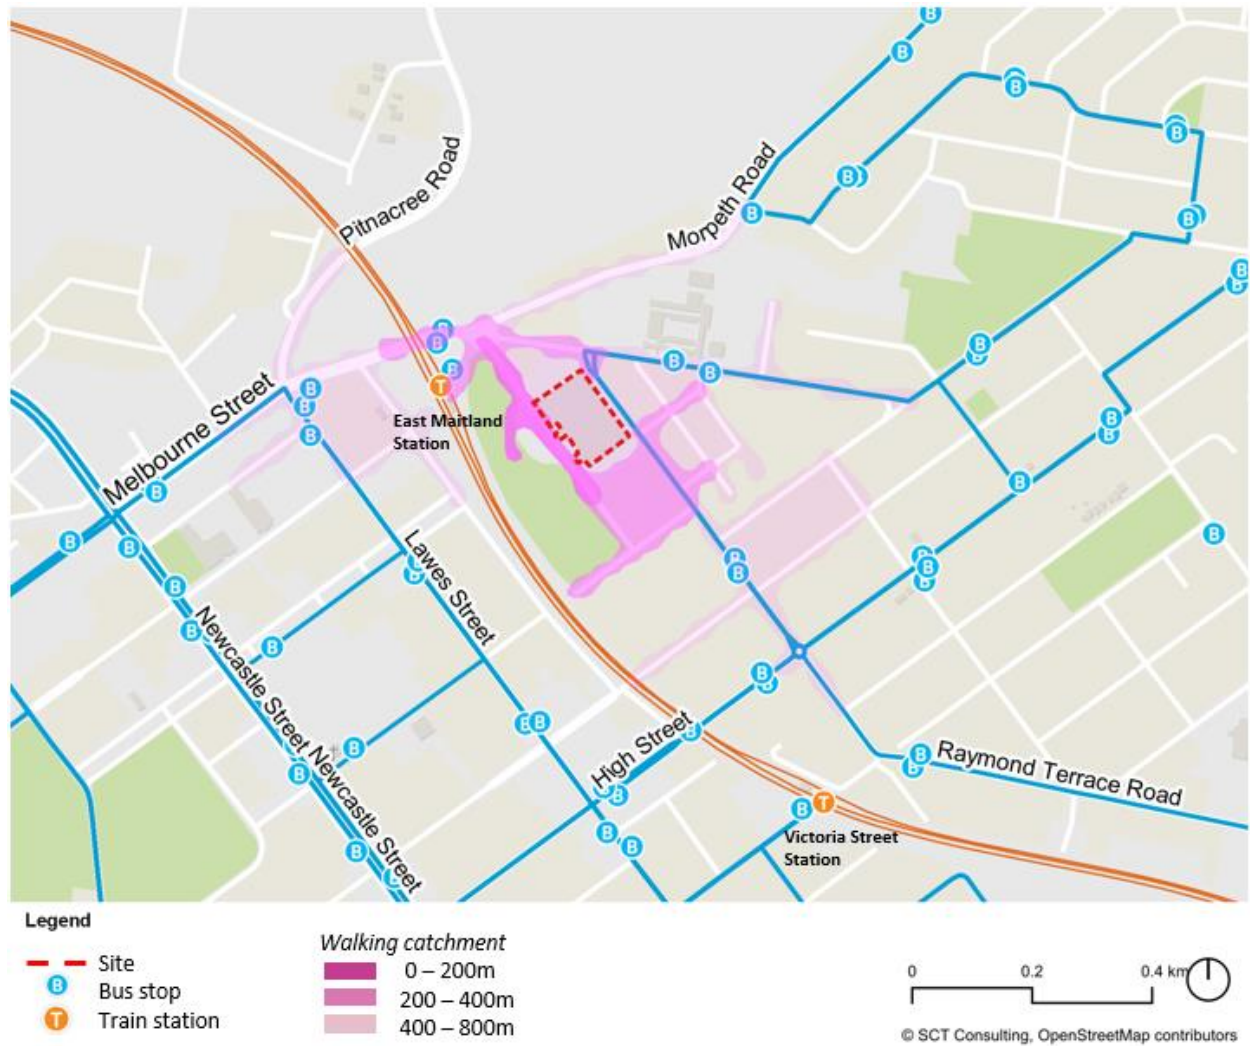 Pitnacree Road
Morpeth Road
Melbourne Street
T
East Maitland
Station
Lawes Street
Newcastle Street
Newcastle Street
High Street
Raymond Terrace Road
T
Victoria Street
Station
Legend
Site
B Bus stop
T Train station
Walking catchment
0 – 200m
200 – 400m
400 – 800m
0 0.2 0.4 km
© SCT Consulting, OpenStreetMap contributors